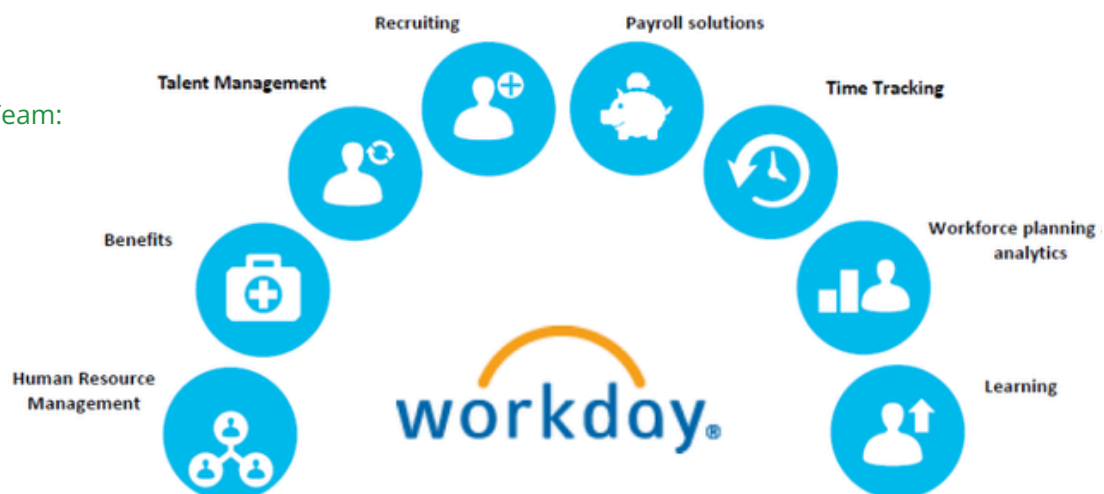 Recruiting
Payroll solutions
Talent Management
Time Tracking
Team:
Benefits
Workforce planning
analytics
Human Resource
Management
Learning
workday®